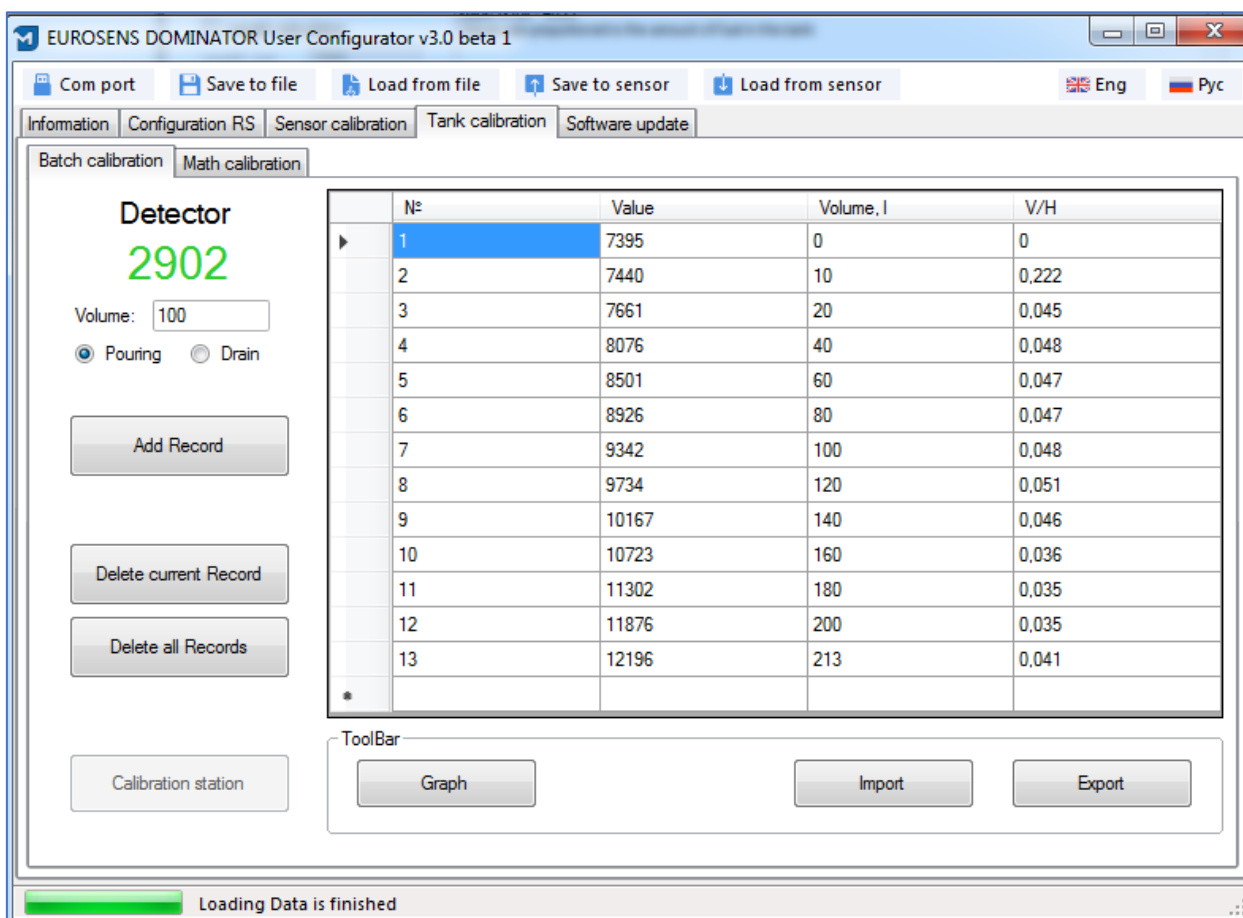 EUROSENS DOMINATOR User Configurator v3.0 beta 1
Com port Save to file Load from file Save to sensor Load from sensor Eng Рус
Information Configuration RS Sensor calibration Tank calibration Software update
Batch calibration Math calibration
Detector
2902
Volume: 100
Pouring Drain
Add Record
Delete current Record
Delete all Records
Calibration station
№ Value Volume, l V/H
1 7395 0 0
2 7440 10 0,222
3 7661 20 0,045
4 8076 40 0,048
5 8501 60 0,047
6 8926 80 0,047
7 9342 100 0,048
8 9734 120 0,051
9 10167 140 0,046
10 10723 160 0,036
11 11302 180 0,035
12 11876 200 0,035
13 12196 213 0,041
ToolBar
Graph Import Export
Loading Data is finished